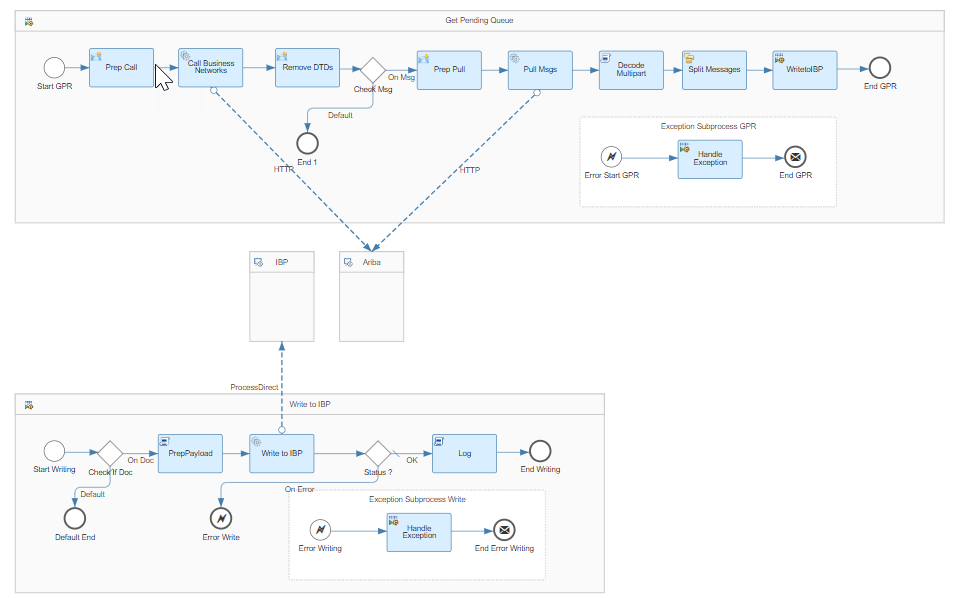 Get Pending Queue
Start GPR
Prep Call
Call Business
Networks
Remove DTDs
Check Msg
On Msg
Prep Pull
Pull Msgs
Decode
Multipart
Split Messages
WritetoIBP
End GPR
Default
End 1
HTTP
HTTP
Exception Subprocess GPR
Error Start GPR
Handle
Exception
End GPR
IBP
Ariba
ProcessDirect
Write to IBP
Start Writing
Check If Doc
On Doc
PrepPayload
Write to IBP
Status ?
OK
Log
End Writing
Default
Default End
On Error
Error Write
Exception Subprocess Write
Error Writing
Handle
Exception
End Error Writing